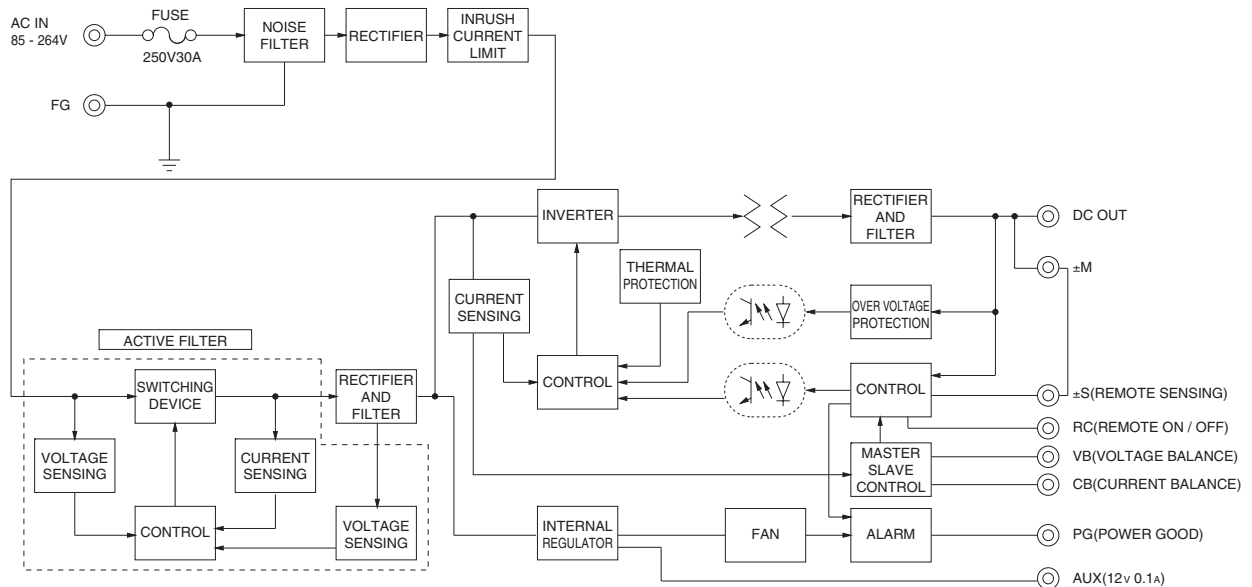 AC IN
85 - 264V
FUSE
250V30A
NOISE
FILTER
RECTIFIER
INRUSH
CURRENT
LIMIT
FG
INVERTER
RECTIFIER
AND
FILTER
DC OUT
±M
THERMAL
PROTECTION
CURRENT
SENSING
OVER VOLTAGE
PROTECTION
ACTIVE FILTER
SWITCHING
DEVICE
RECTIFIER
AND
FILTER
CONTROL
CONTROL
±S(REMOTE SENSING)
RC(REMOTE ON / OFF)
VOLTAGE
SENSING
CURRENT
SENSING
MASTER
SLAVE
CONTROL
VB(VOLTAGE BALANCE)
CB(CURRENT BALANCE)
CONTROL
VOLTAGE
SENSING
INTERNAL
REGULATOR
FAN
ALARM
PG(POWER GOOD)
AUX(12V 0.1A)